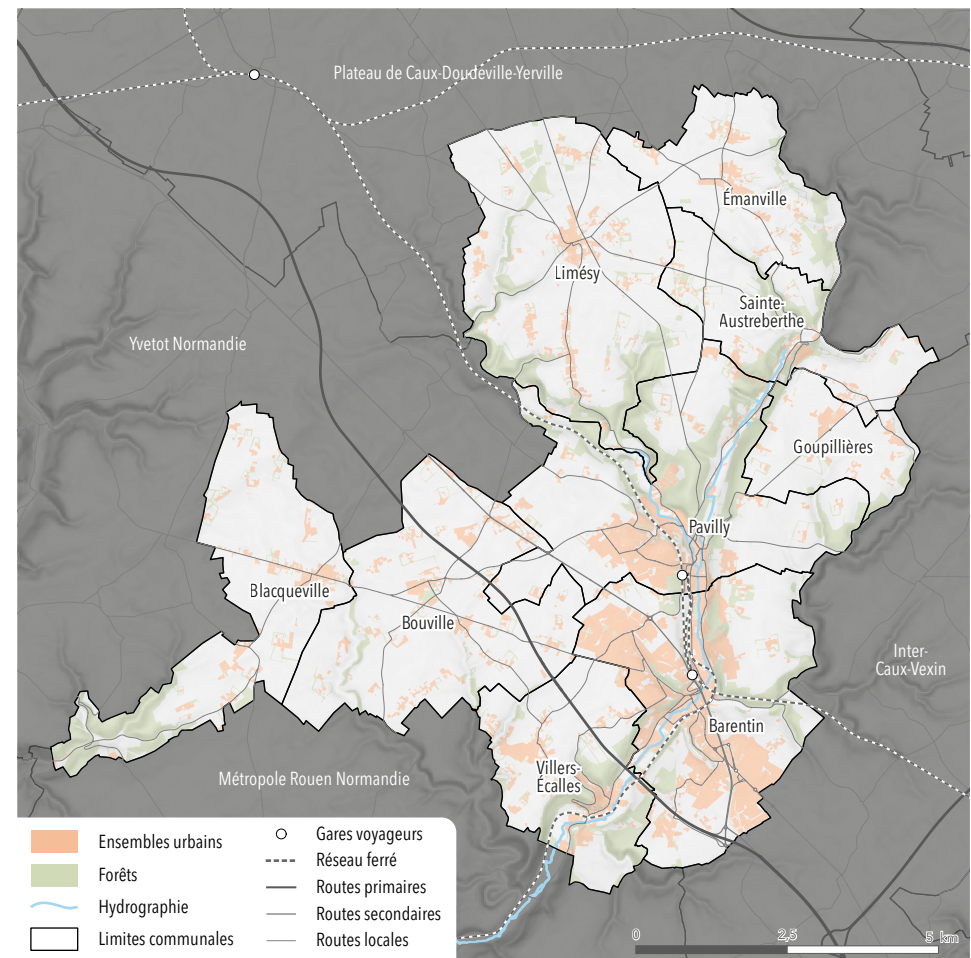 Plateau de Caux-Doudeville-Yerville
Émanville
Limésy
Sainte-
Austreberthe
Yvetot Normandie
Goupillières
Pavilly
Blacqueville
Bouville
Inter-
Caux-Vexin
Barentin
Villers-
Écalles
Métropole Rouen Normandie
Ensembles urbains
Forêts
Hydrographie
Limites communales
Gares voyageurs
Réseau ferré
Routes primaires
Routes secondaires
Routes locales
0 2,5 5 km